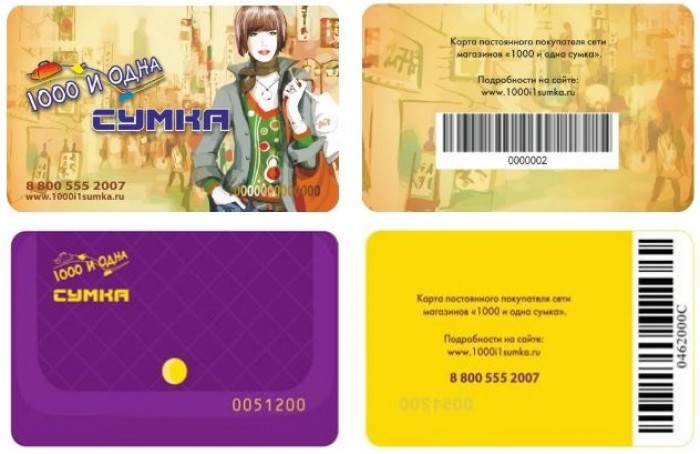 1000 И ОДНА
СУМКА
8 800 555 2007
www.1000i1sumka.ru
0000000000000
Карта постоянного покупателя сети
магазинов «1000 и одна сумка».
Подробности на сайте:
www.1000i1sumka.ru
0000002
1000 И ОДНА
СУМКА
0051200
Карта постоянного покупателя сети
магазинов «1000 и одна сумка».
Подробности на сайте:
www.1000i1sumka.ru
8 800 555 2007
0051200
0462000C